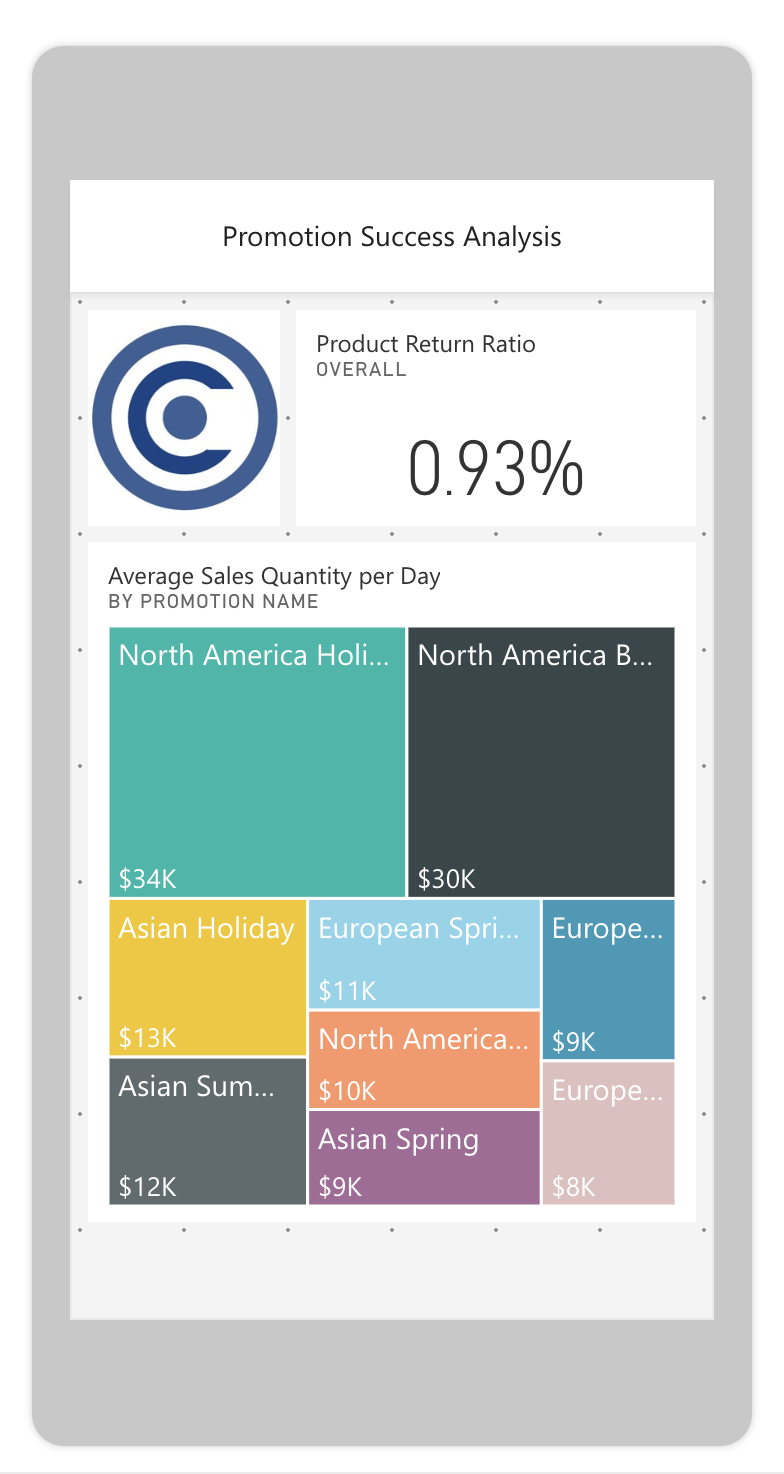 Promotion Success Analysis
Product Return Ratio
OVERALL
0.93%
Average Sales Quantity per Day
BY PROMOTION NAME
North America Holi...
$34K
North America B...
$30K
Asian Holiday
$13K
European Spri...
$11K
Europe...
$9K
North America...
$10K
Asian Sum...
$12K
Asian Spring
$9K
Europe...
$8K